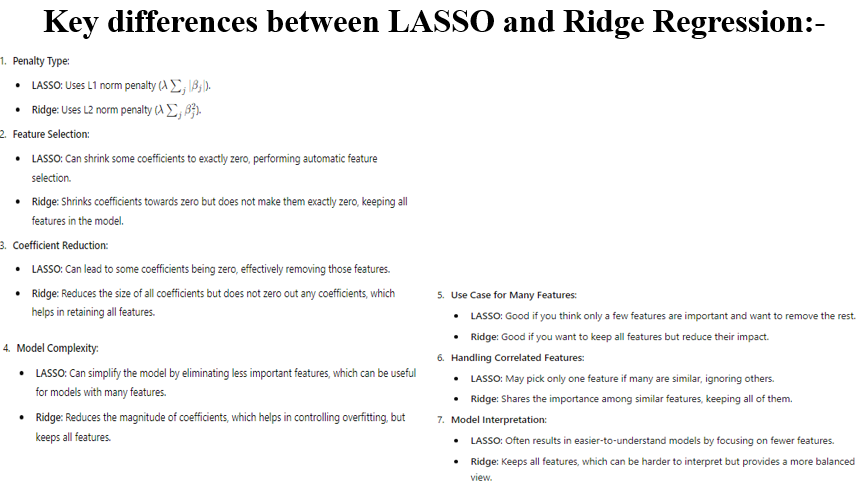 Key differences between LASSO and Ridge Regression:-
1. Penalty Type:
• LASSO: Uses L1 norm penalty (λ ∑j |βj|).
• Ridge: Uses L2 norm penalty (λ ∑j βj²).
2. Feature Selection:
• LASSO: Can shrink some coefficients to exactly zero, performing automatic feature
selection.
• Ridge: Shrinks coefficients towards zero but does not make them exactly zero, keeping all
features in the model.
3. Coefficient Reduction:
• LASSO: Can lead to some coefficients being zero, effectively removing those features.
• Ridge: Reduces the size of all coefficients but does not zero out any coefficients, which
helps in retaining all features.
4. Model Complexity:
• LASSO: Can simplify the model by eliminating less important features, which can be useful
for models with many features.
• Ridge: Reduces the magnitude of coefficients, which helps in controlling overfitting, but
keeps all features.
5. Use Case for Many Features:
• LASSO: Good if you think only a few features are important and want to remove the rest.
• Ridge: Good if you want to keep all features but reduce their impact.
6. Handling Correlated Features:
• LASSO: May pick only one feature if many are similar, ignoring others.
• Ridge: Shares the importance among similar features, keeping all of them.
7. Model Interpretation:
• LASSO: Often results in easier-to-understand models by focusing on fewer features.
• Ridge: Keeps all features, which can be harder to interpret but provides a more balanced
view.